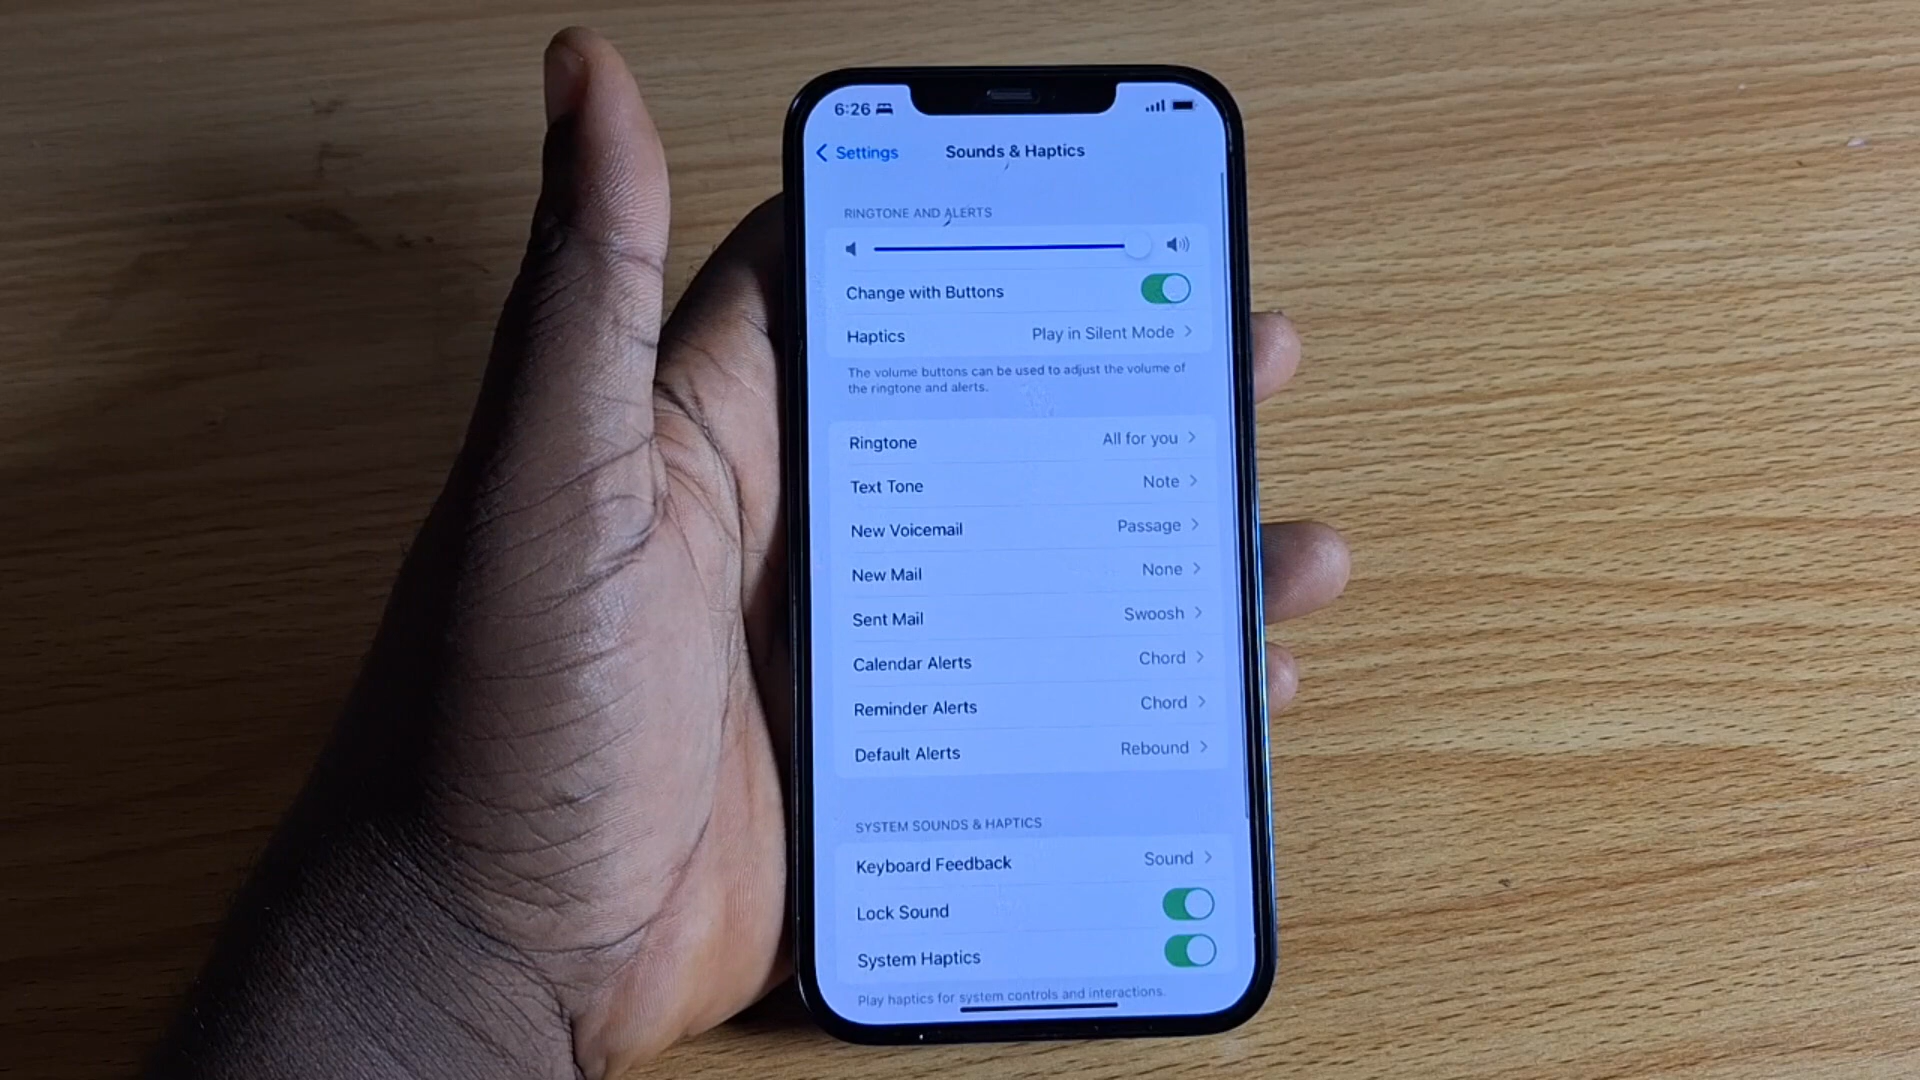 6:26
Settings
Sounds & Haptics
RINGTONE AND ALERTS
Change with Buttons
Haptics Play in Silent Mode
The volume buttons can be used to adjust the volume of
the ringtone and alerts.
Ringtone All for you
Text Tone Note
New Voicemail Passage
New Mail None
Sent Mail Swoosh
Calendar Alerts Chord
Reminder Alerts Chord
Default Alerts Rebound
SYSTEM SOUNDS & HAPTICS
Keyboard Feedback Sound
Lock Sound
System Haptics
Play haptics for system controls and interactions.